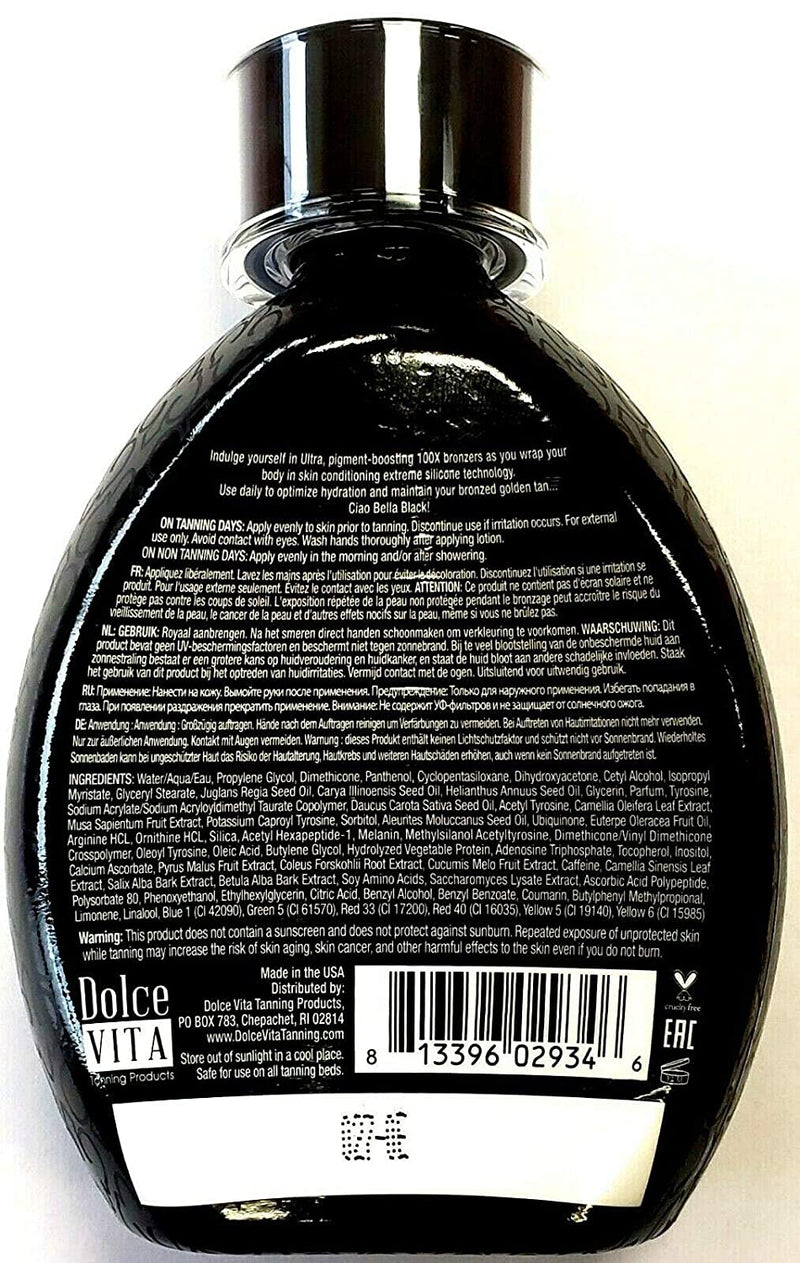 Indulge yourself in Ultra, pigment-boosting 100X bronzers as you wrap your
body in skin conditioning extreme silicone technology.
Use daily to optimize hydration and maintain your bronzed golden tan...
Ciao Bella Black!
ON TANNING DAYS: Apply evenly to skin prior to tanning. Discontinue use if irritation occurs. For external
use only. Avoid contact with eyes. Wash hands thoroughly after applying lotion.
ON NON TANNING DAYS: Apply evenly in the morning and/or after showering.
FR: Appliquez libéralement. Lavez les mains après l'utilisation pour éviter le décoloration. Discontinuez l'utilisation si une irritation se
produit. Pour l'usage externe seulement. Évitez le contact avec les yeux. ATTENTION: Ce produit ne contient pas d'écran solaire et ne
protège pas contre les coups de soleil. L'exposition répétée de la peau non protégée pendant le bronzage peut accroître le risque du
vieillissement de la peau, le cancer de la peau et d'autres effets nocifs sur la peau, même si vous ne brûlez pas.
NL: GEBRUIK: Royaal aanbrengen. Na het smeren direct handen schoonmaken om verkleuring te voorkomen. WAARSCHUWING: Dit
product bevat geen UV-beschermingsfactoren en beschermt niet tegen zonnebrand. Bij te veel blootstelling van de onbeschermde huid aan
zonnestraling bestaat er een grotere kans op huidveroudering en huidkanker, en staat de huid bloot aan andere schadelijke invloeden. Staak
het gebruik van dit product bij het optreden van huidirritaties. Vermijd contact met de ogen. Uitsluitend voor uitwendig gebruik.
RU: Применение: Нанести на кожу. Вымойте руки после применения. Предупреждение: Только для наружного применения. Избегать попадания в
глаза. При появлении раздражения прекратить применение. Внимание: Не содержит УФ-фильтров и не защищает от солнечного ожога.
DE: Anwendung : Anwendung : Großzügig auftragen. Hände nach dem Auftragen reinigen um Verfärbungen zu vermeiden. Bei Auftreten von Hautirritationen nicht mehr verwenden.
Nur zur äußerlichen Anwendung. Kontakt mit Augen vermeiden. Warnung : dieses Produkt enthält keinen Lichtschutzfaktor und schützt nicht vor Sonnenbrand. Wiederholtes
Sonnenbaden kann bei ungeschützter Haut das Risiko der Hautalterung, Hautkrebs und weiteren Hautschäden erhöhen, auch wenn kein Sonnenbrand aufgetreten ist.
INGREDIENTS: Water/Aqua/Eau, Propylene Glycol, Dimethicone, Panthenol, Cyclopentasiloxane, Dihydroxyacetone, Cetyl Alcohol, Isopropyl
Myristate, Glyceryl Stearate, Juglans Regia Seed Oil, Carya Illinoensis Seed Oil, Helianthus Annuus Seed Oil, Glycerin, Parfum, Tyrosine,
Sodium Acrylate/Sodium Acryloyldimethyl Taurate Copolymer, Daucus Carota Sativa Seed Oil, Acetyl Tyrosine, Camellia Oleifera Leaf Extract,
Musa Sapientum Fruit Extract, Potassium Caproyl Tyrosine, Sorbitol, Aleurites Moluccanus Seed Oil, Ubiquinone, Euterpe Oleracea Fruit Oil,
Arginine HCL, Ornithine HCL, Silica, Acetyl Hexapeptide-1, Melanin, Methylsilanol Acetyltyrosine, Dimethicone/Vinyl Dimethicone
Crosspolymer, Oleoyl Tyrosine, Oleic Acid, Butylene Glycol, Hydrolyzed Vegetable Protein, Adenosine Triphosphate, Tocopherol, Inositol,
Calcium Ascorbate, Pyrus Malus Fruit Extract, Coleus Forskohlii Root Extract, Cucumis Melo Fruit Extract, Caffeine, Camellia Sinensis Leaf
Extract, Salix Alba Bark Extract, Betula Alba Bark Extract, Soy Amino Acids, Saccharomyces Lysate Extract, Ascorbic Acid Polypeptide,
Polysorbate 80, Phenoxyethanol, Ethylhexylglycerin, Citric Acid, Benzyl Alcohol, Benzyl Benzoate, Coumarin, Butylphenyl Methylpropional,
Limonene, Linalool, Blue 1 (CI 42090), Green 5 (CI 61570), Red 33 (CI 17200), Red 40 (CI 16035), Yellow 5 (CI 19140), Yellow 6 (CI 15985)
Warning: This product does not contain a sunscreen and does not protect against sunburn. Repeated exposure of unprotected skin
while tanning may increase the risk of skin aging, skin cancer, and other harmful effects to the skin even if you do not burn.
Dolce
VITA
Tanning Products
Made in the USA
Distributed by:
Dolce Vita Tanning Products,
PO BOX 783, Chepachet, RI 02814
www.DolceVitaTanning.com
Store out of sunlight in a cool place.
Safe for use on all tanning beds.
8 13396 02934 6
cruelty free
EAC